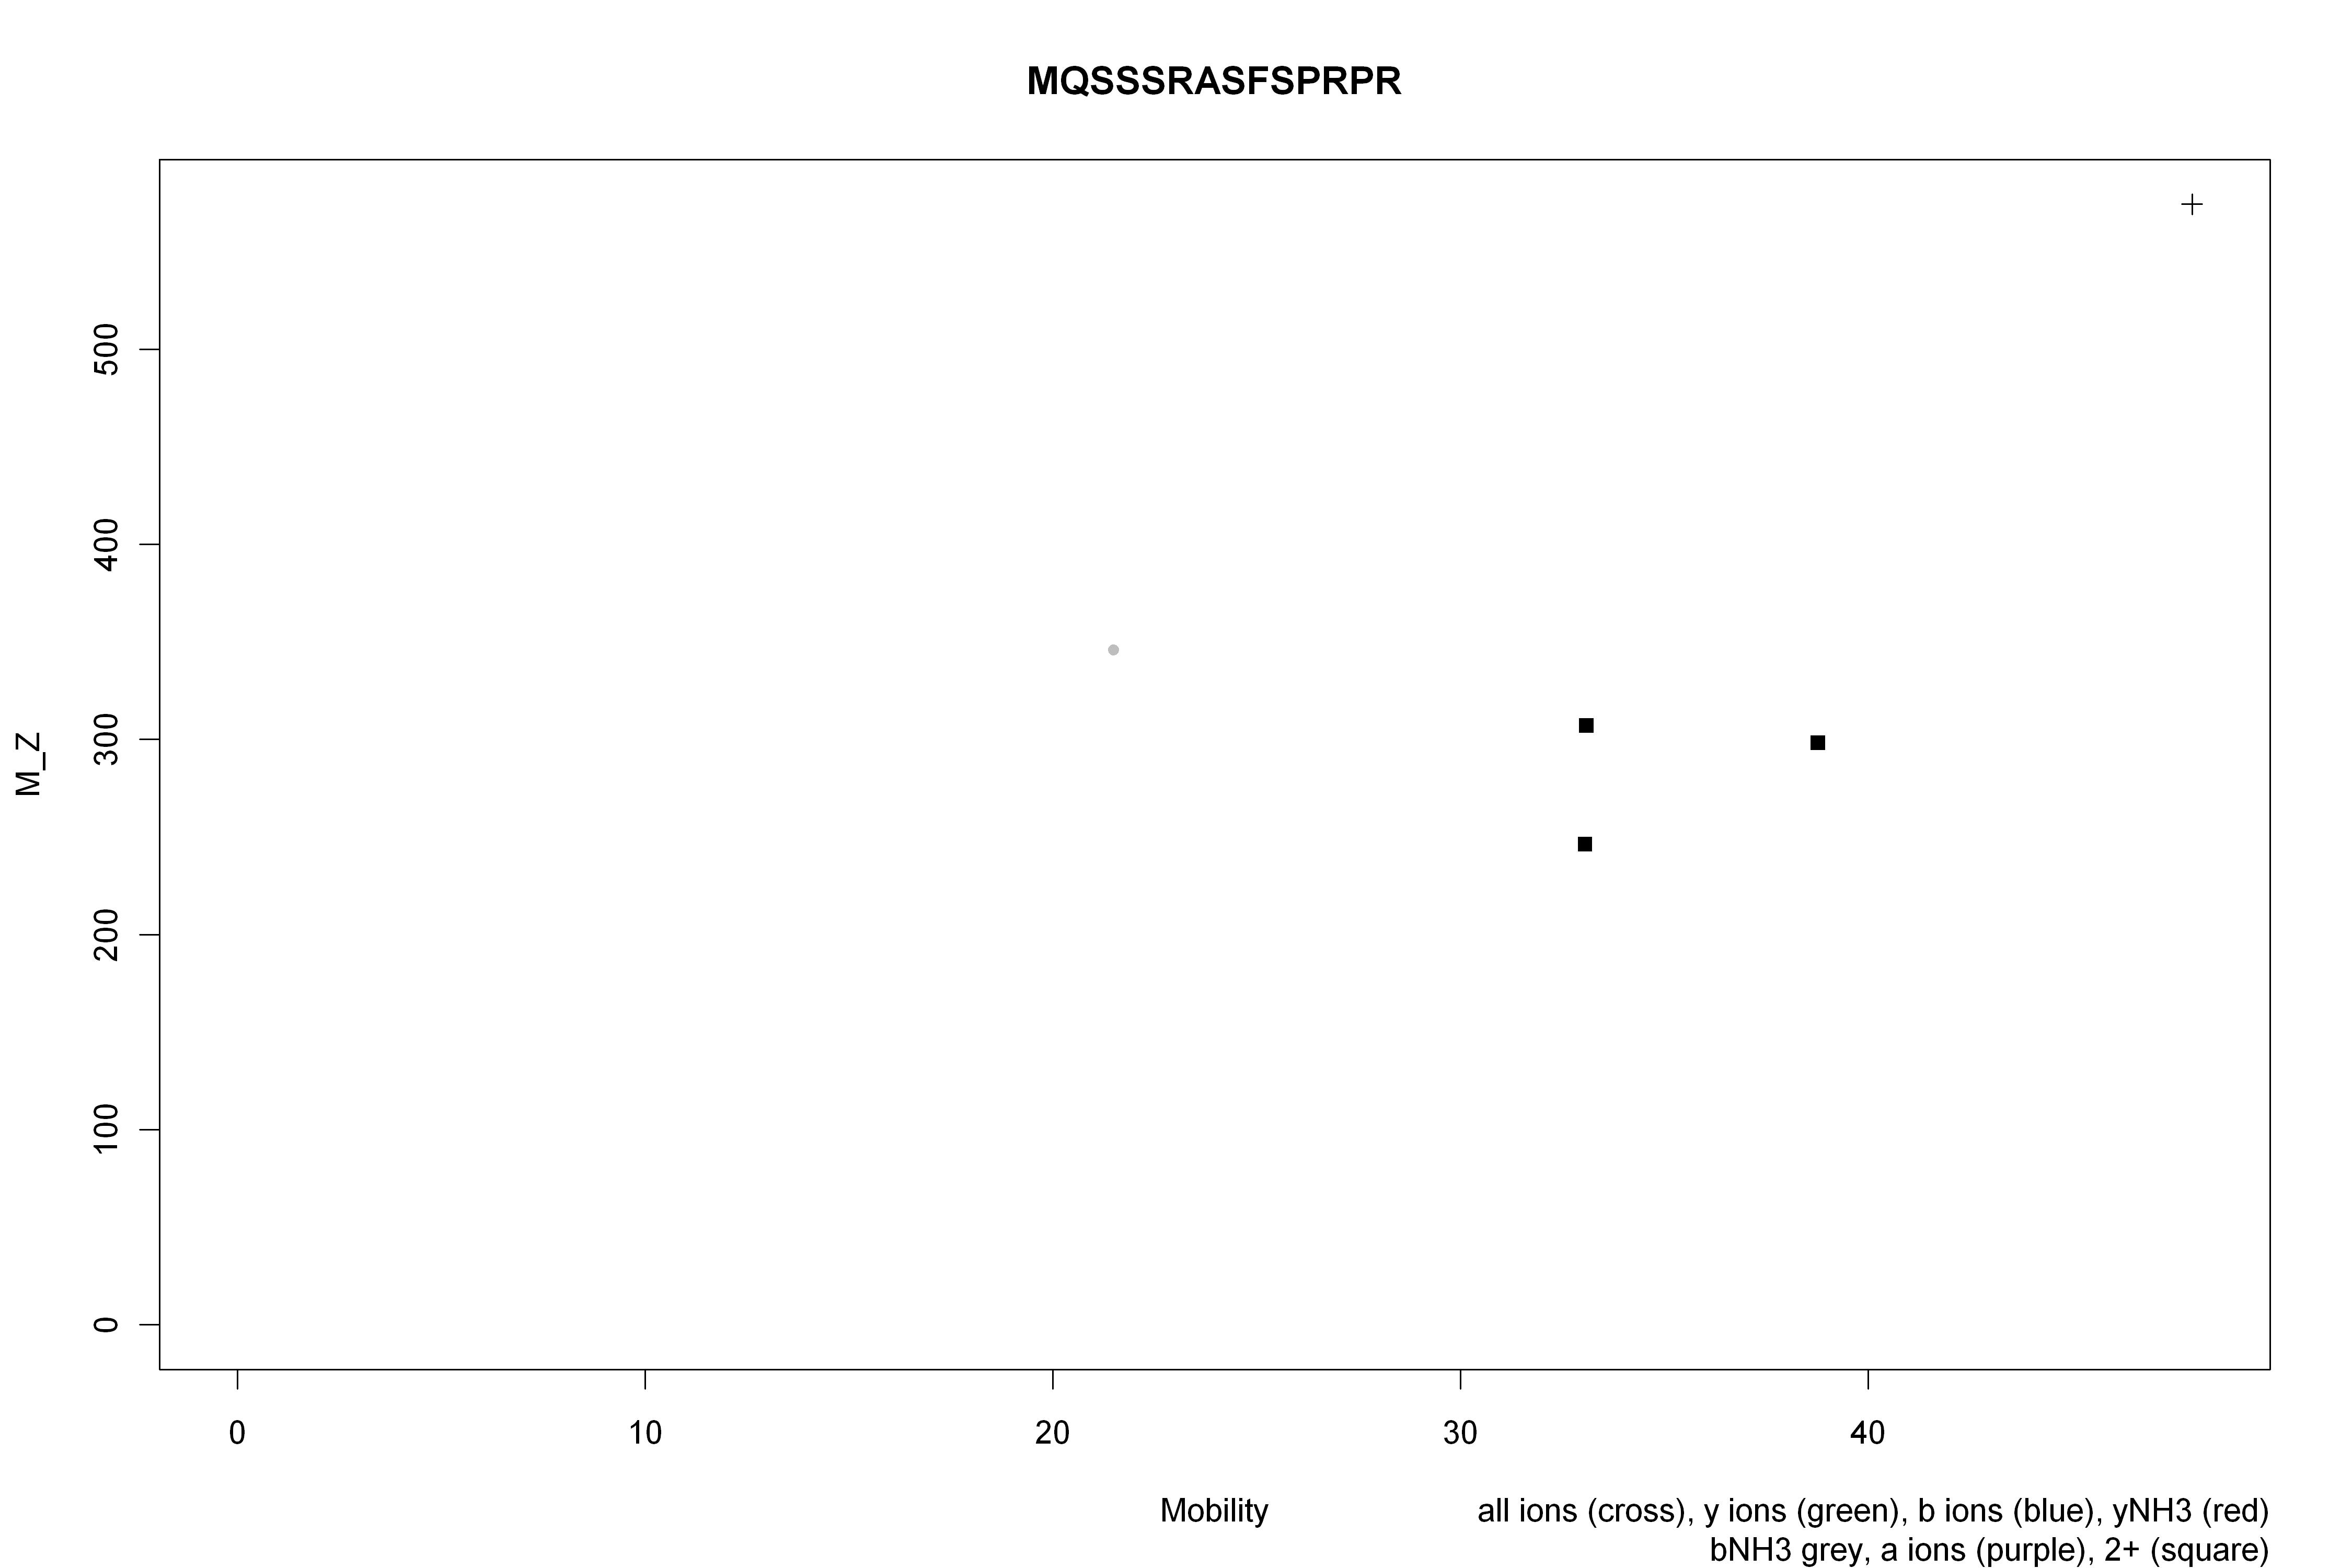 MQSSSRASFSPRPR
500
400
300
200
100
0
M_Z
0 10 20 30 40
Mobility
all ions (cross), y ions (green), b ions (blue), yNH3 (red)
bNH3 grey, a ions (purple), 2+ (square)